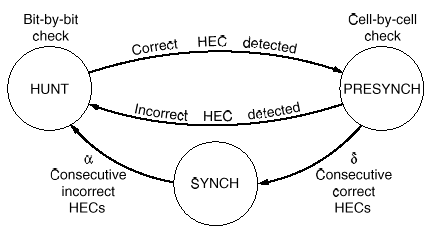 Bit-by-bit
check
Cell-by-cell
check
Correct HEC detected
HUNT
PRESYNCH
Incorrect HEC detected
SYNCH
α
Consecutive
incorrect
HECs
δ
Consecutive
correct
HECs